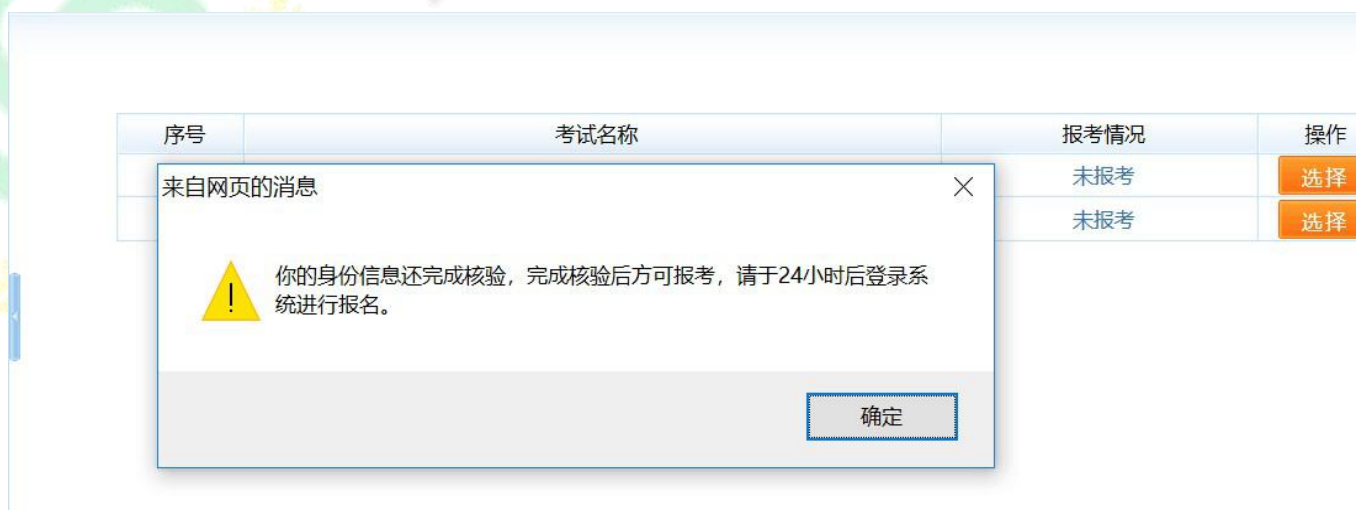 序号 考试名称 报考情况 操作
未报考 选择
未报考 选择
来自网页的消息
你的身份信息还完成核验，完成核验后方可报考，请于24小时后登录系
统进行报名。
确定